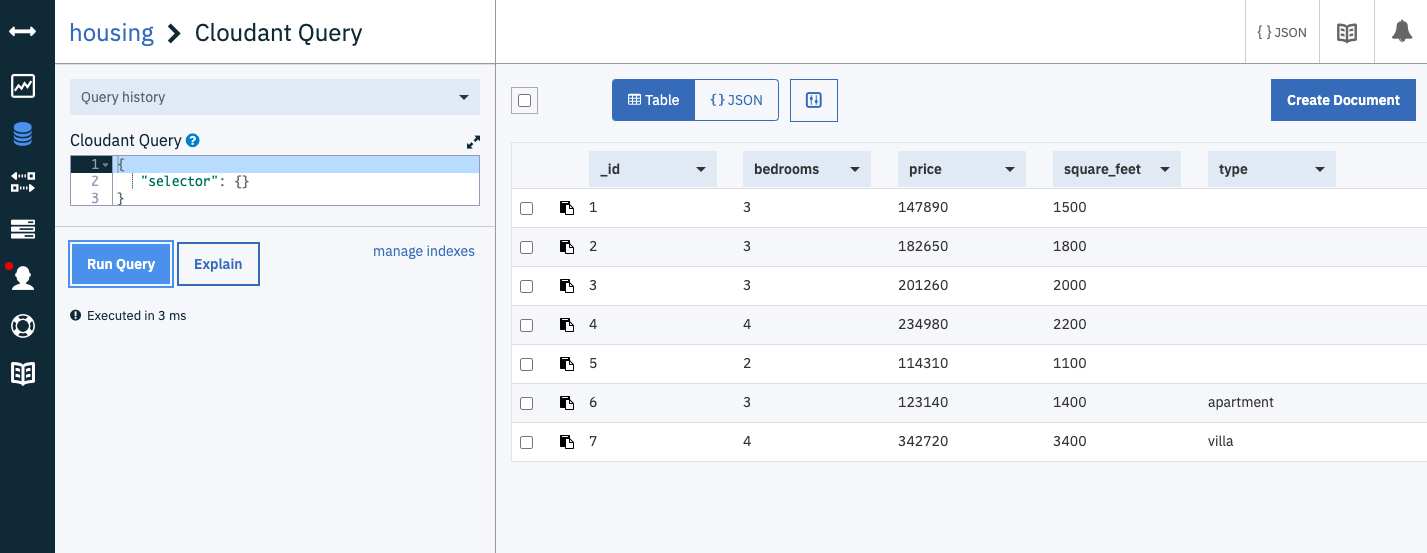 housing > Cloudant Query
{ } JSON
Query history
Cloudant Query ?
1 {
2 "selector": {}
3 }
Run Query
Explain
manage indexes
Executed in 3 ms
Table
{ } JSON
Create Document
_id bedrooms price square_feet type
1 3 147890 1500
2 3 182650 1800
3 3 201260 2000
4 4 234980 2200
5 2 114310 1100
6 3 123140 1400 apartment
7 4 342720 3400 villa